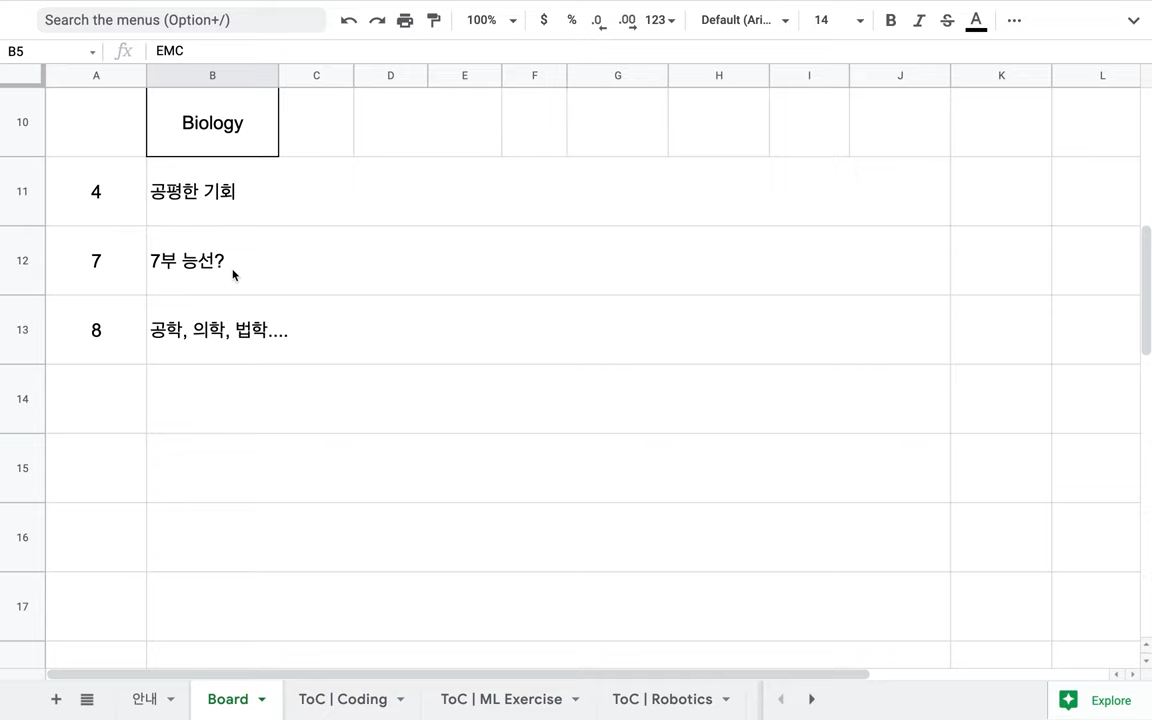 Search the menus (Option+/) 100% $ % .0 .00 123 Default (Ari... 14 B I S A
B5 fx EMC
A B C D E F G H I J K L
10 Biology
11 4 공평한 기회
12 7 7부 능선?
13 8 공학, 의학, 법학....
14
15
16
17
안내 Board ToC | Coding ToC | ML Exercise ToC | Robotics Explore